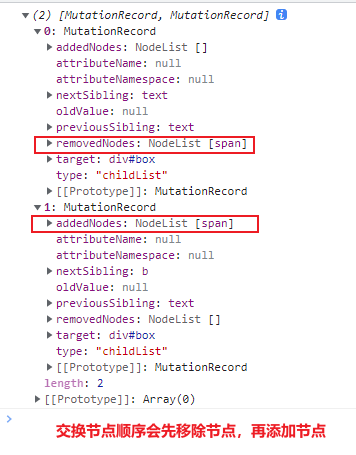 ▼ (2) [MutationRecord, MutationRecord] i
▼ 0: MutationRecord
▶ addedNodes: NodeList []
attributeName: null
attributeNamespace: null
▶ nextSibling: text
oldValue: null
▶ previousSibling: text
▶ removedNodes: NodeList [span]
▶ target: div#box
type: "childList"
▶ [[Prototype]]: MutationRecord
▼ 1: MutationRecord
▶ addedNodes: NodeList [span]
attributeName: null
attributeNamespace: null
▶ nextSibling: b
oldValue: null
▶ previousSibling: text
▶ removedNodes: NodeList []
▶ target: div#box
type: "childList"
▶ [[Prototype]]: MutationRecord
length: 2
▶ [[Prototype]]: Array(0)
>
交换节点顺序会先移除节点，再添加节点